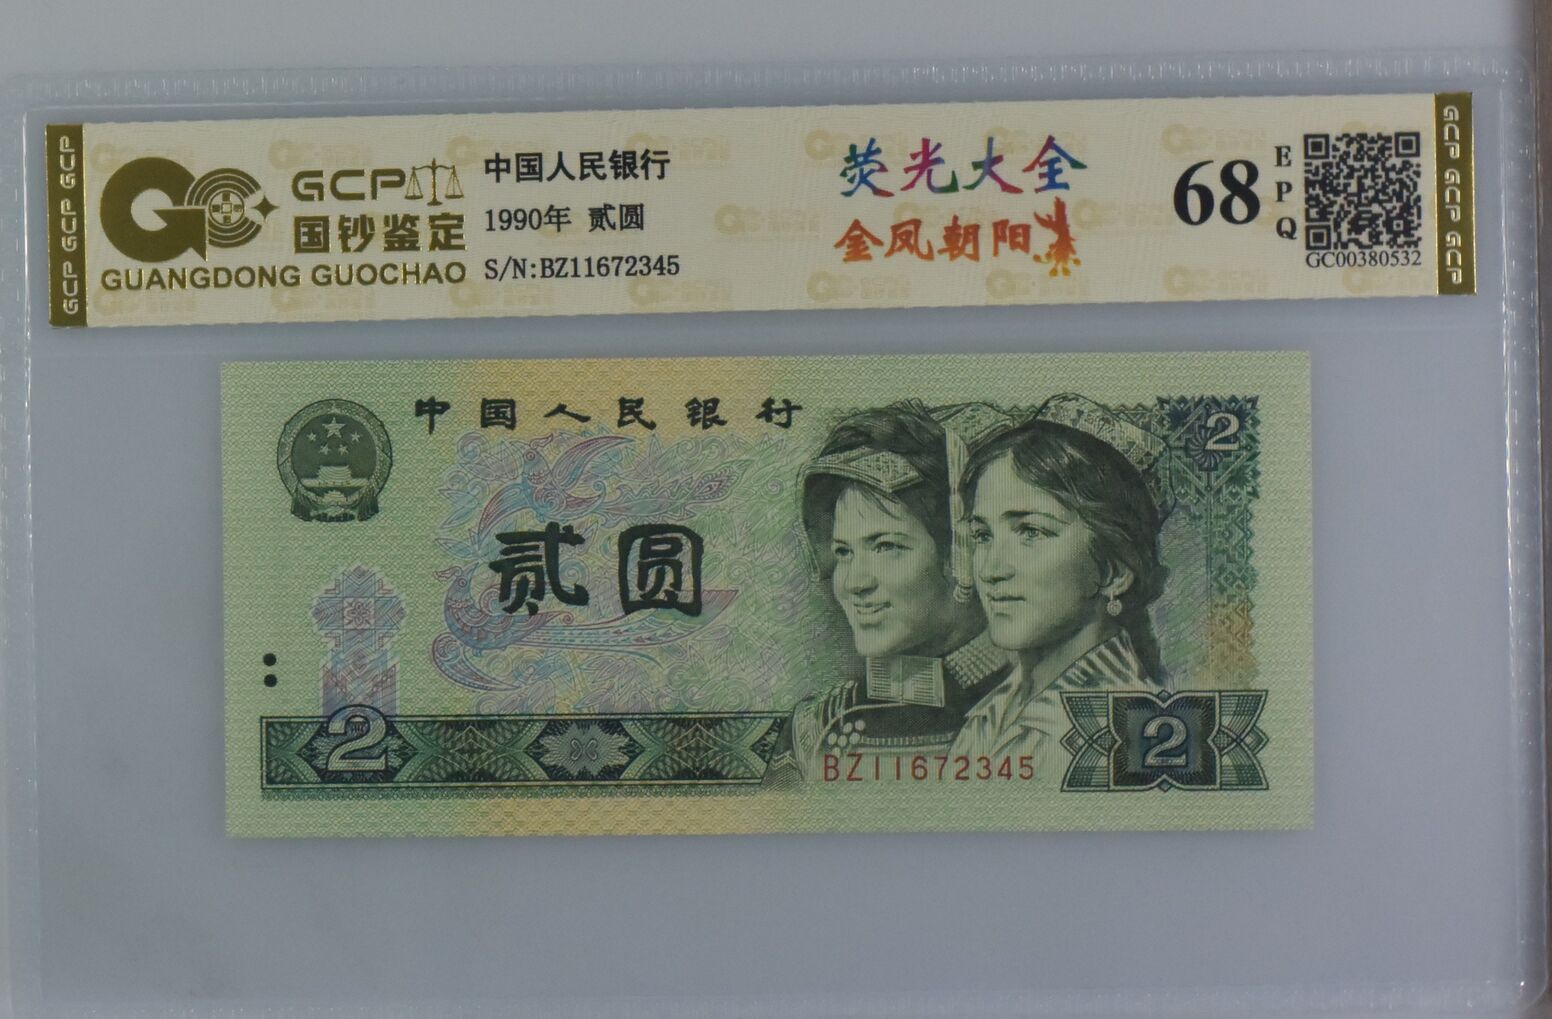 GCP GCP GCP
GCP
国钞鉴定
GUANGDONG GUOCHAO
中国人民银行
1990年 贰圆
S/N:BZ11672345
荧光大全
金凤朝阳
68
EPQ
GC00380532
GCP GCP GCP
中国人民银行
2
贰圆
2
BZ11672345
2